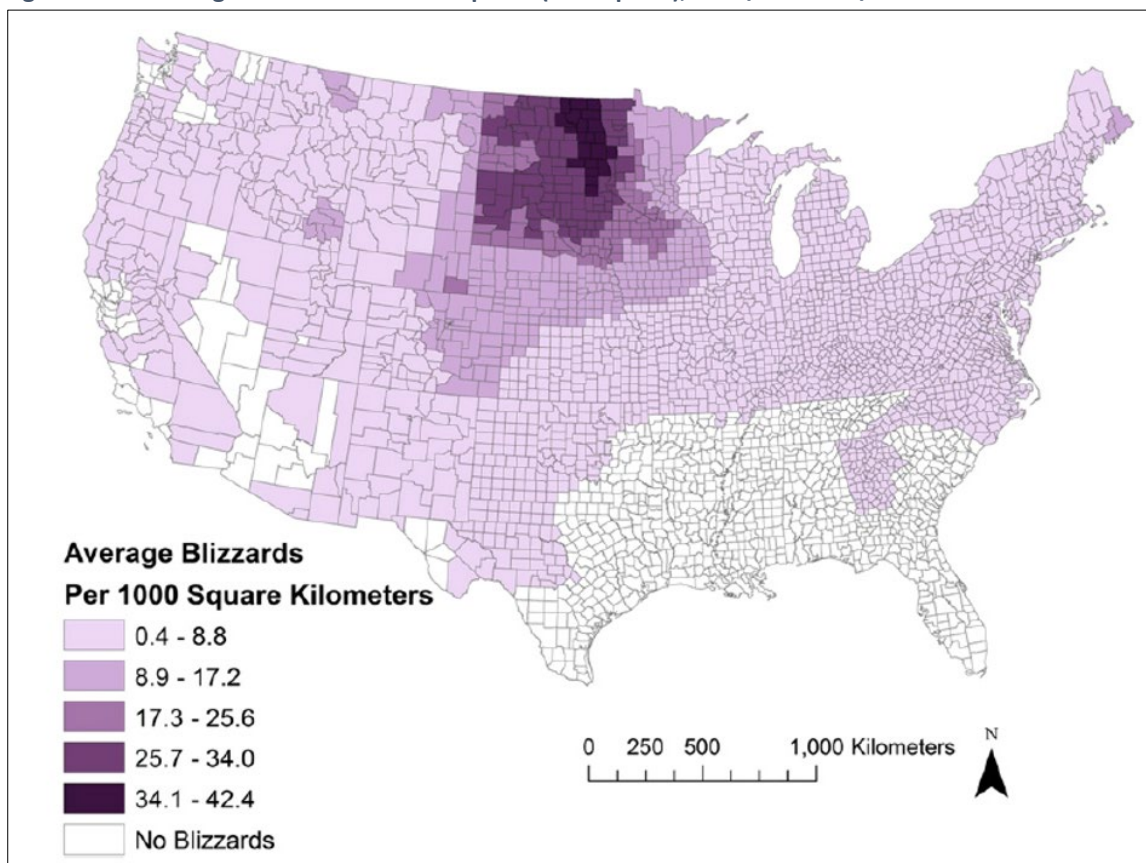 Average Blizzards
Per 1000 Square Kilometers
0.4 - 8.8
8.9 - 17.2
17.3 - 25.6
25.7 - 34.0
34.1 - 42.4
No Blizzards
0 250 500 1,000 Kilometers
N